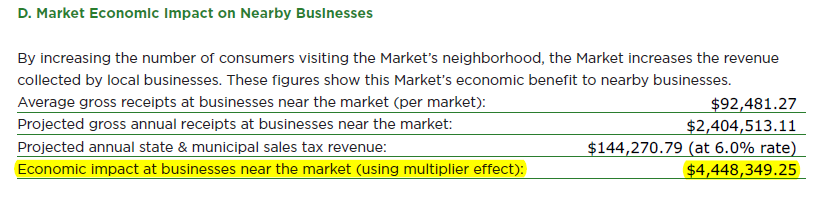 D. Market Economic Impact on Nearby Businesses
By increasing the number of consumers visiting the Market's neighborhood, the Market increases the revenue
collected by local businesses. These figures show this Market's economic benefit to nearby businesses.
Average gross receipts at businesses near the market (per market): $92,481.27
Projected gross annual receipts at businesses near the market: $2,404,513.11
Projected annual state & municipal sales tax revenue: $144,270.79 (at 6.0% rate)
Economic impact at businesses near the market (using multiplier effect): $4,448,349.25